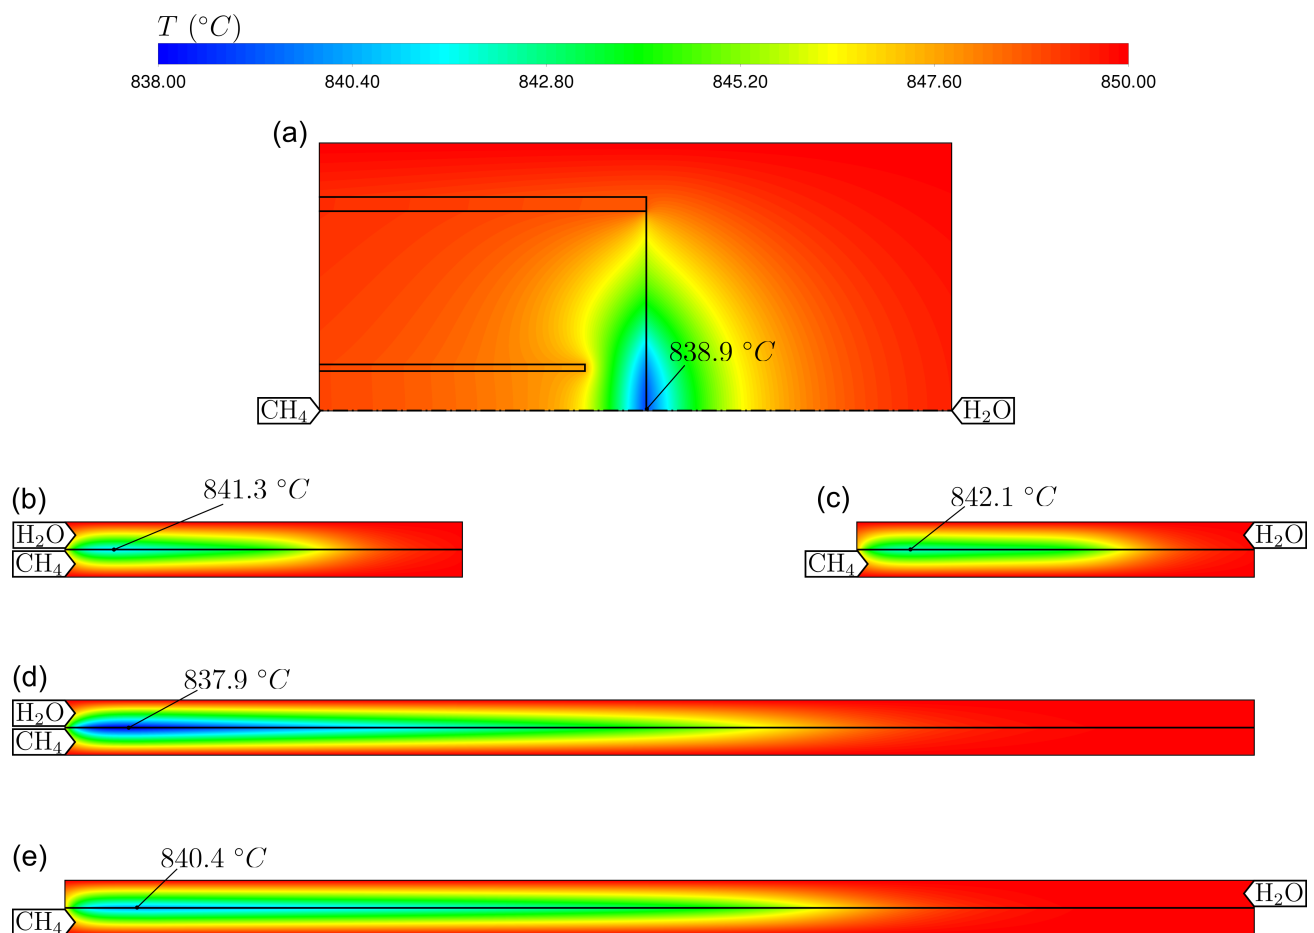 T (°C)
838.00 840.40 842.80 845.20 847.60 850.00
(a)
838.9 °C
CH₄ H₂O
(b) 841.3 °C
H₂O
CH₄
(c) 842.1 °C
H₂O
CH₄
(d) 837.9 °C
H₂O
CH₄
(e) 840.4 °C
H₂O
CH₄